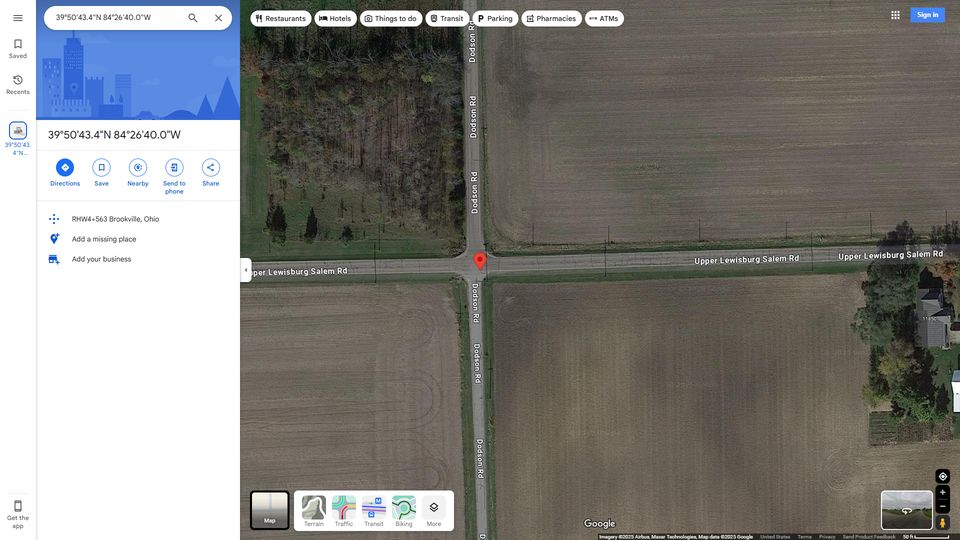 39°50'43.4"N 84°26'40.0"W
Restaurants
Hotels
Things to do
Transit
Parking
Pharmacies
ATMs
Sign in
Saved
Recents
39°50'43.
4"N...
39°50'43.4"N 84°26'40.0"W
Directions
Save
Nearby
Send to
phone
Share
RHW4+563 Brookville, Ohio
Add a missing place
Add your business
Get the
app
Dodson Rd
Dodson Rd
Dodson Rd
Upper Lewisburg Salem Rd
Upper Lewisburg Salem Rd
pper Lewisburg Salem Rd
Dodson Rd
Dodson Rd
Dodson Rd
D
Map
Terrain
Traffic
Transit
Biking
More
Google
Imagery ©2025 Airbus, Maxar Technologies, Map data ©2025 Google United States Terms Privacy Send Product Feedback 50 ft